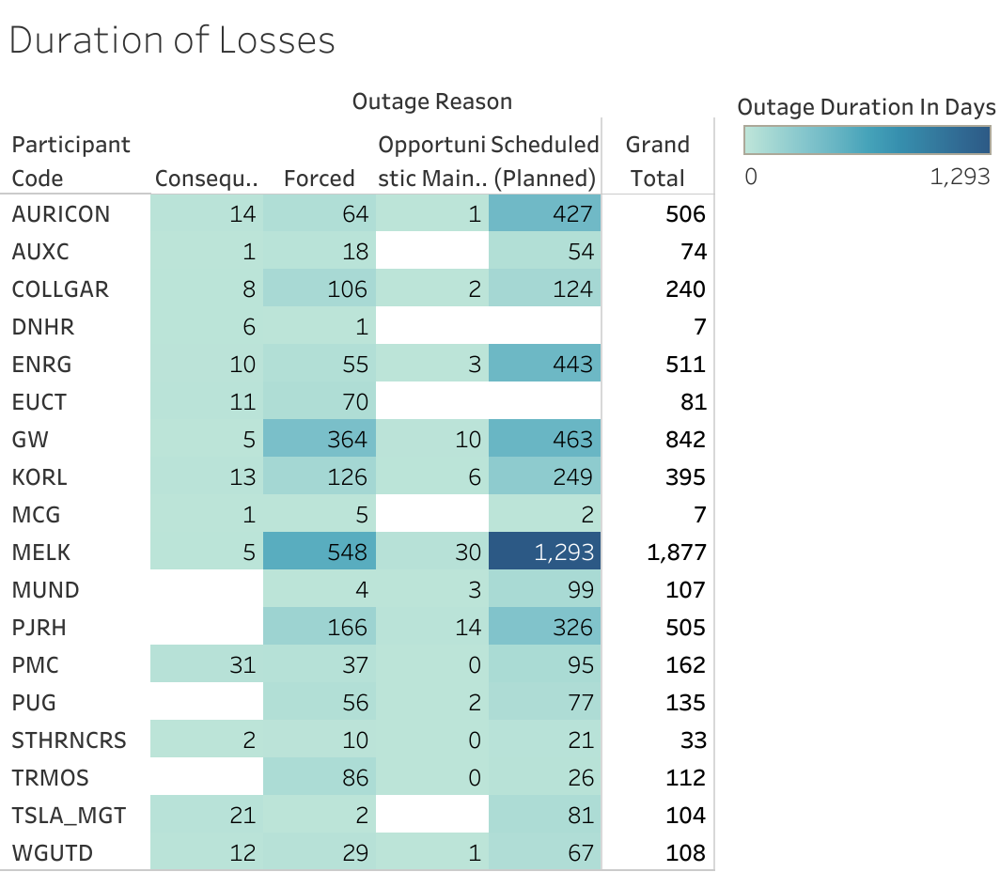 Duration of Losses
Outage Reason
Outage Duration In Days
0 1,293
Participant Opportuni Scheduled Grand
Code Consequ.. Forced stic Main.. (Planned) Total
AURICON 14 64 1 427 506
AUXC 1 18 54 74
COLLGAR 8 106 2 124 240
DNHR 6 1 7
ENRG 10 55 3 443 511
EUCT 11 70 81
GW 5 364 10 463 842
KORL 13 126 6 249 395
MCG 1 5 2 7
MELK 5 548 30 1,293 1,877
MUND 4 3 99 107
PJRH 166 14 326 505
PMC 31 37 0 95 162
PUG 56 2 77 135
STHRNCRS 2 10 0 21 33
TRMOS 86 0 26 112
TSLA_MGT 21 2 81 104
WGUTD 12 29 1 67 108